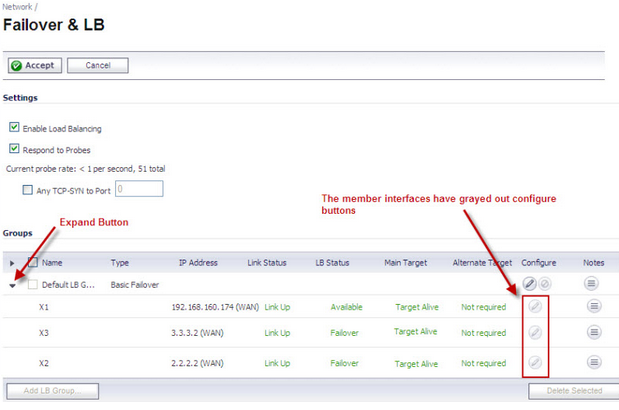 Network /
Failover & LB
Accept Cancel
Settings
Enable Load Balancing
Respond to Probes
Current probe rate: < 1 per second, 51 total
Any TCP-SYN to Port 0
The member interfaces have grayed out configure
buttons
Expand Button
Groups
Name Type IP Address Link Status LB Status Main Target Alternate Target Configure Notes
Default LB G... Basic Failover
X1 192.168.160.174 (WAN) Link Up Available Target Alive Not required
X3 3.3.3.2 (WAN) Link Up Failover Target Alive Not required
X2 2.2.2.2 (WAN) Link Up Failover Target Alive Not required
Add LB Group... Delete Selected